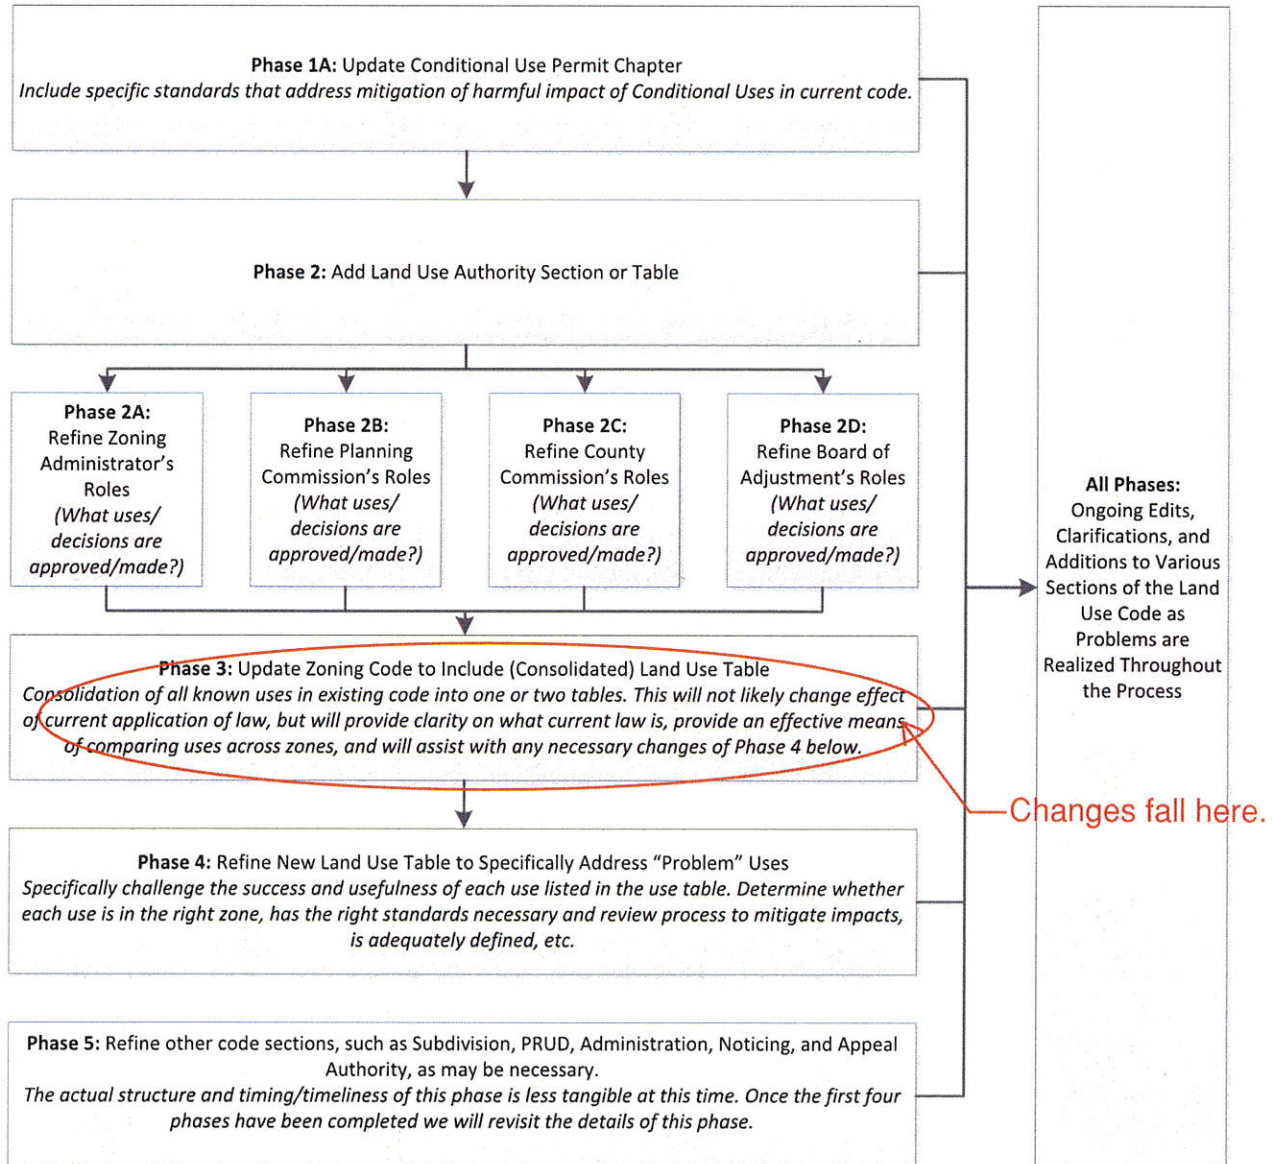 Phase 1A: Update Conditional Use Permit Chapter
Include specific standards that address mitigation of harmful impact of Conditional Uses in current code.
Phase 2: Add Land Use Authority Section or Table
Phase 2A:
Refine Zoning
Administrator's
Roles
(What uses/
decisions are
approved/made?)
Phase 2B:
Refine Planning
Commission's Roles
(What uses/
decisions are
approved/made?)
Phase 2C:
Refine County
Commission's Roles
(What uses/
decisions are
approved/made?)
Phase 2D:
Refine Board of
Adjustment's Roles
(What uses/
decisions are
approved/made?)
Phase 3: Update Zoning Code to Include (Consolidated) Land Use Table
Consolidation of all known uses in existing code into one or two tables. This will not likely change effect
of current application of law, but will provide clarity on what current law is, provide an effective means
of comparing uses across zones, and will assist with any necessary changes of Phase 4 below.
Changes fall here.
Phase 4: Refine New Land Use Table to Specifically Address "Problem" Uses
Specifically challenge the success and usefulness of each use listed in the use table. Determine whether
each use is in the right zone, has the right standards necessary and review process to mitigate impacts,
is adequately defined, etc.
Phase 5: Refine other code sections, such as Subdivision, PRUD, Administration, Noticing, and Appeal
Authority, as may be necessary.
The actual structure and timing/timeliness of this phase is less tangible at this time. Once the first four
phases have been completed we will revisit the details of this phase.
All Phases:
Ongoing Edits,
Clarifications, and
Additions to Various
Sections of the Land
Use Code as
Problems are
Realized Throughout
the Process